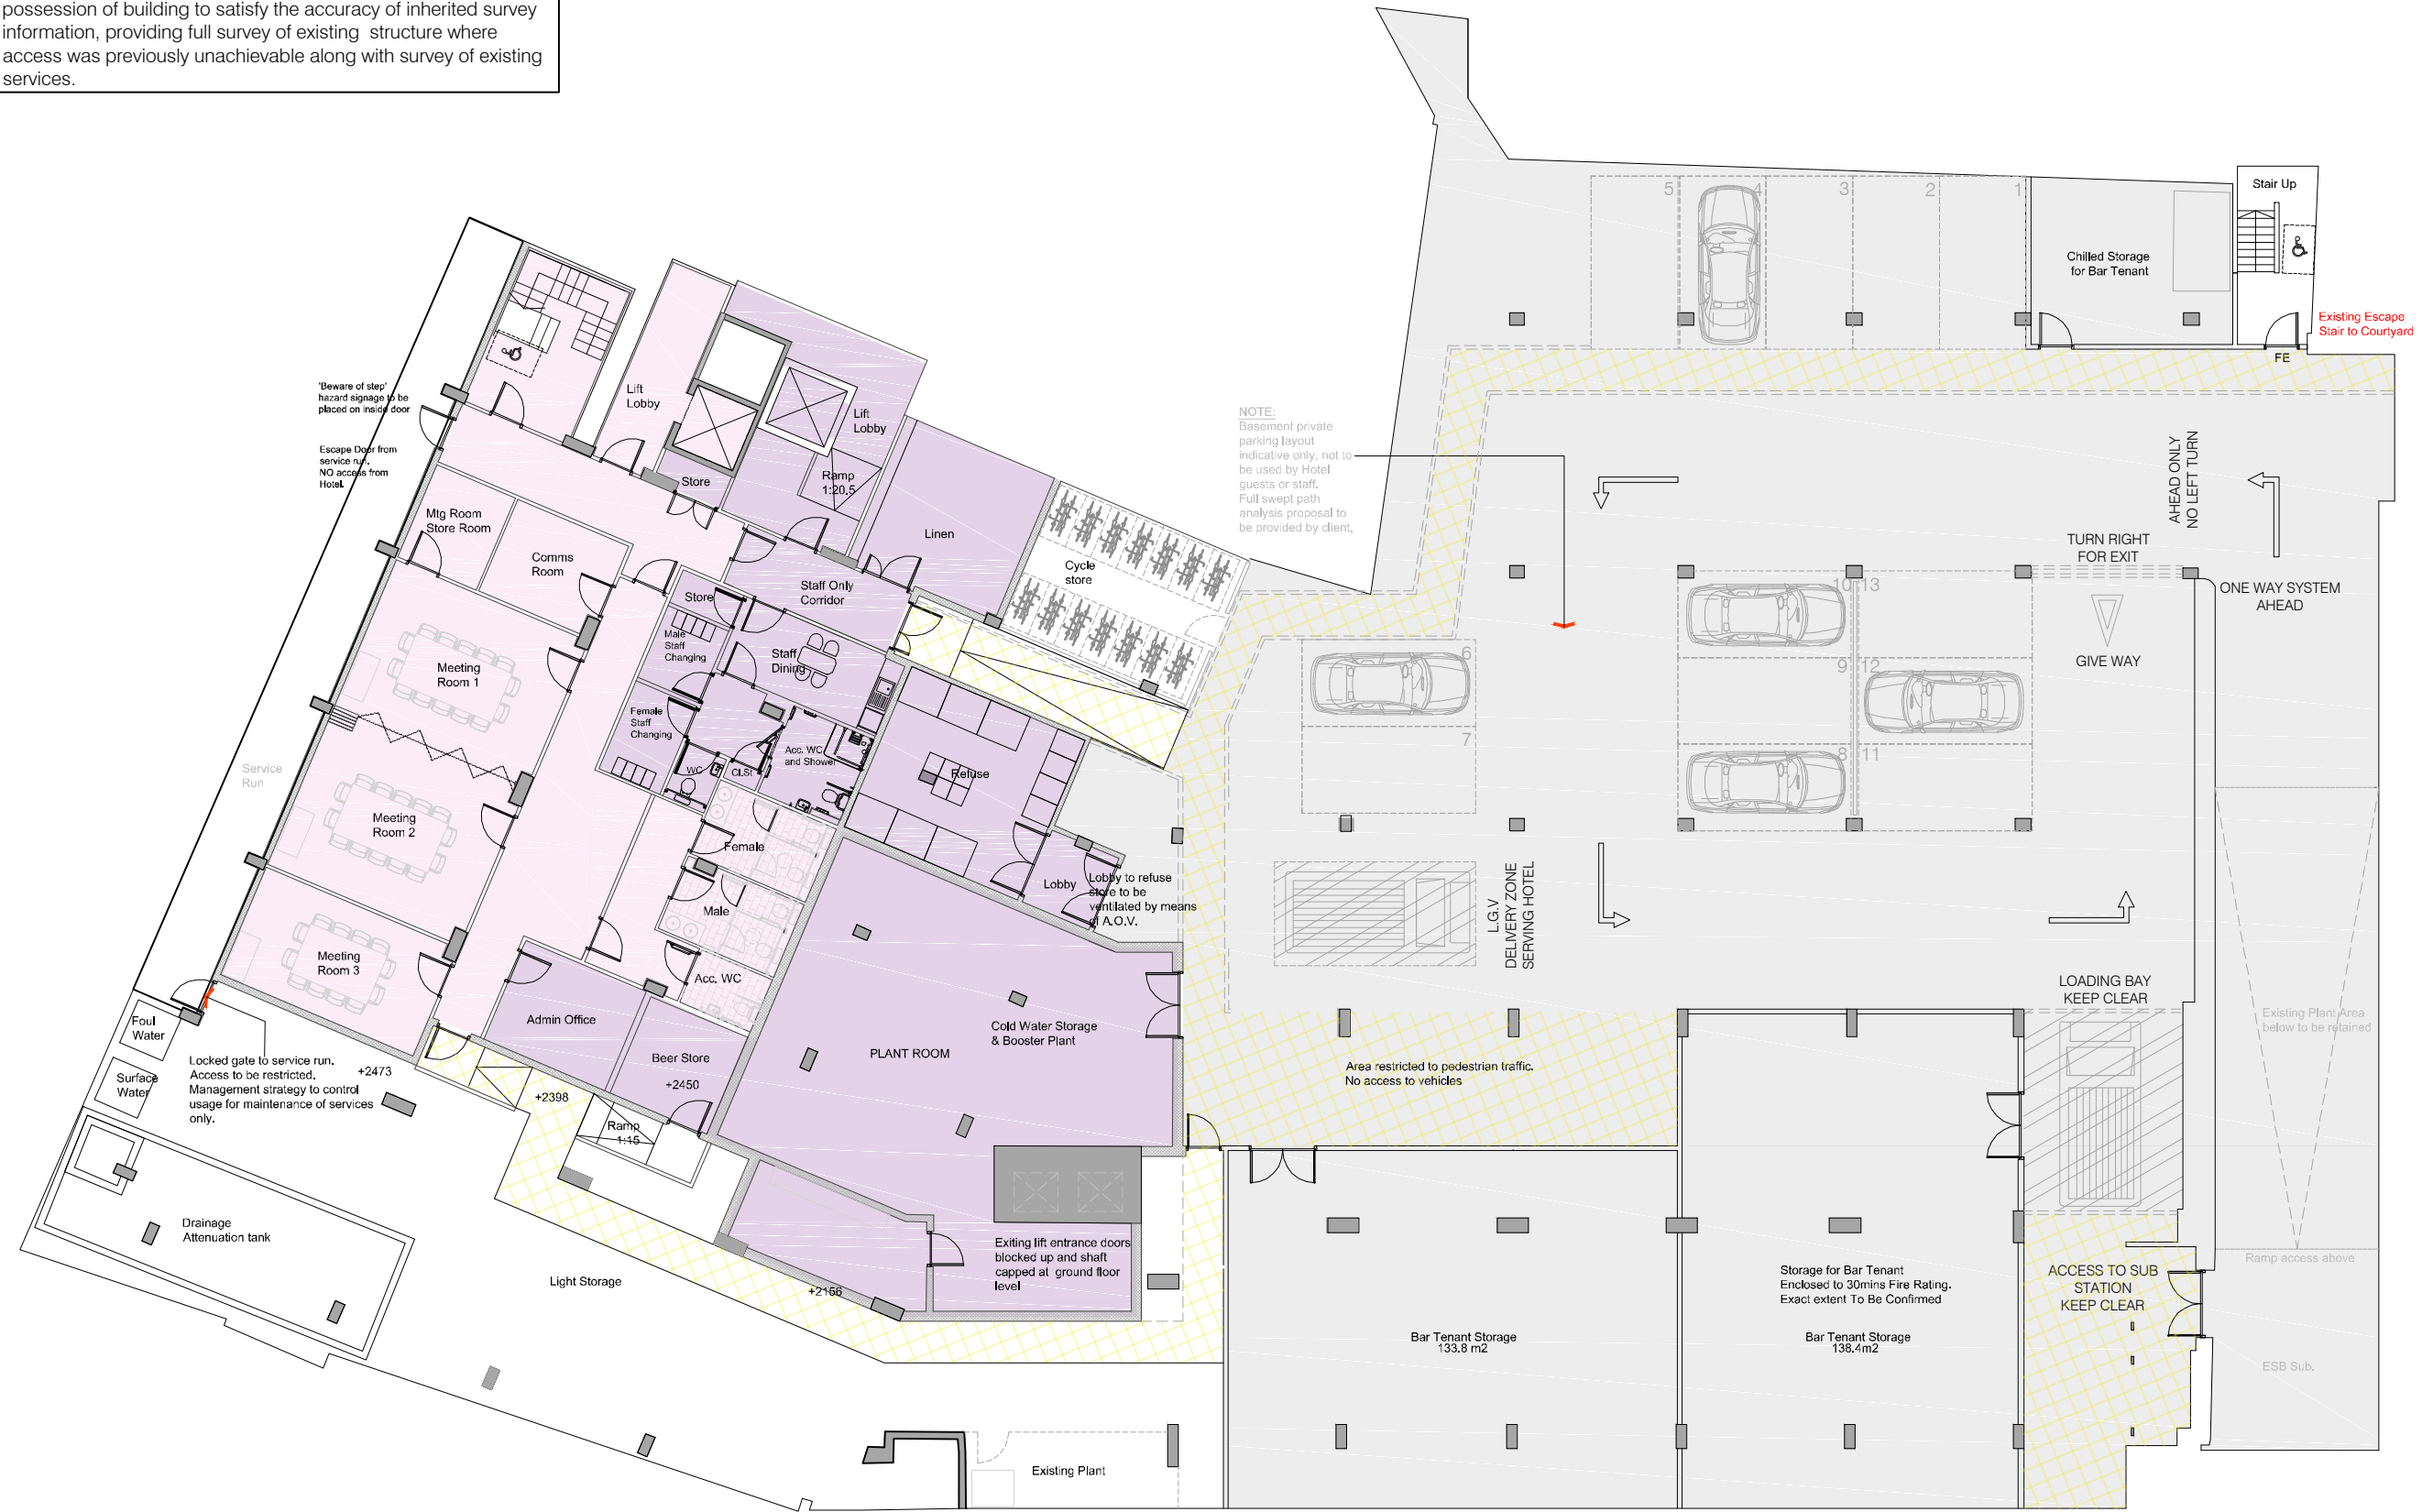 possession of building to satisfy the accuracy of inherited survey
information, providing full survey of existing structure where
access was previously unachievable along with survey of existing
services.
Stair Up
5
4
3
2
1
Chilled Storage
for Bar Tenant
Existing Escape
Stair to Courtyard
FE
'Beware of step'
hazard signage to be
placed on inside door
Escape Door from
service run.
NO access from
Hotel.
Lift
Lobby
Lift
Lobby
Ramp
1:20.5
Store
Linen
NOTE:
Basement private
parking layout
indicative only, not to
be used by Hotel
guests or staff.
Full swept path
analysis proposal to
be provided by client.
AHEAD ONLY
NO LEFT TURN
TURN RIGHT
FOR EXIT
ONE WAY SYSTEM
AHEAD
GIVE WAY
Mtg Room
Store Room
Comms
Room
Cycle
store
Staff Only
Corridor
Store
Male
Staff
Changing
Staff
Dining
Meeting
Room 1
Female
Staff
Changing
Acc. WC
and Shower
WC
CLSt
Refuse
10
13
9
12
8
11
6
7
Service
Run
Meeting
Room 2
Female
Male
Lobby
Lobby to refuse
store to be
ventilated by means
of A.O.V.
L.G.V
DELIVERY ZONE
SERVING HOTEL
Meeting
Room 3
Acc. WC
LOADING BAY
KEEP CLEAR
Existing Plant Area
below to be retained
Foul
Water
Surface
Water
Admin Office
Beer Store
+2450
PLANT ROOM
Cold Water Storage
& Booster Plant
Area restricted to pedestrian traffic.
No access to vehicles
Locked gate to service run.
Access to be restricted.
Management strategy to control
usage for maintenance of services
only.
+2473
+2398
Ramp
1:15
Drainage
Attenuation tank
Light Storage
+2156
Exiting lift entrance doors
blocked up and shaft
capped at ground floor
level
Storage for Bar Tenant
Enclosed to 30mins Fire Rating.
Exact extent To Be Confirmed
Bar Tenant Storage
133.8 m2
Bar Tenant Storage
138.4m2
ACCESS TO SUB
STATION
KEEP CLEAR
Ramp access above
ESB Sub.
Existing Plant